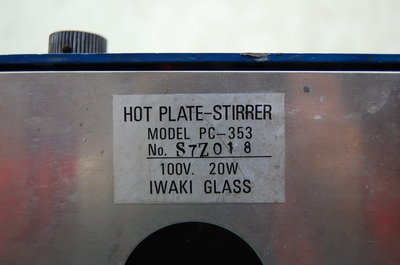 HOT PLATE-STIRRER
MODEL PC-353
No. S7Z018
100V. 20W
IWAKI GLASS